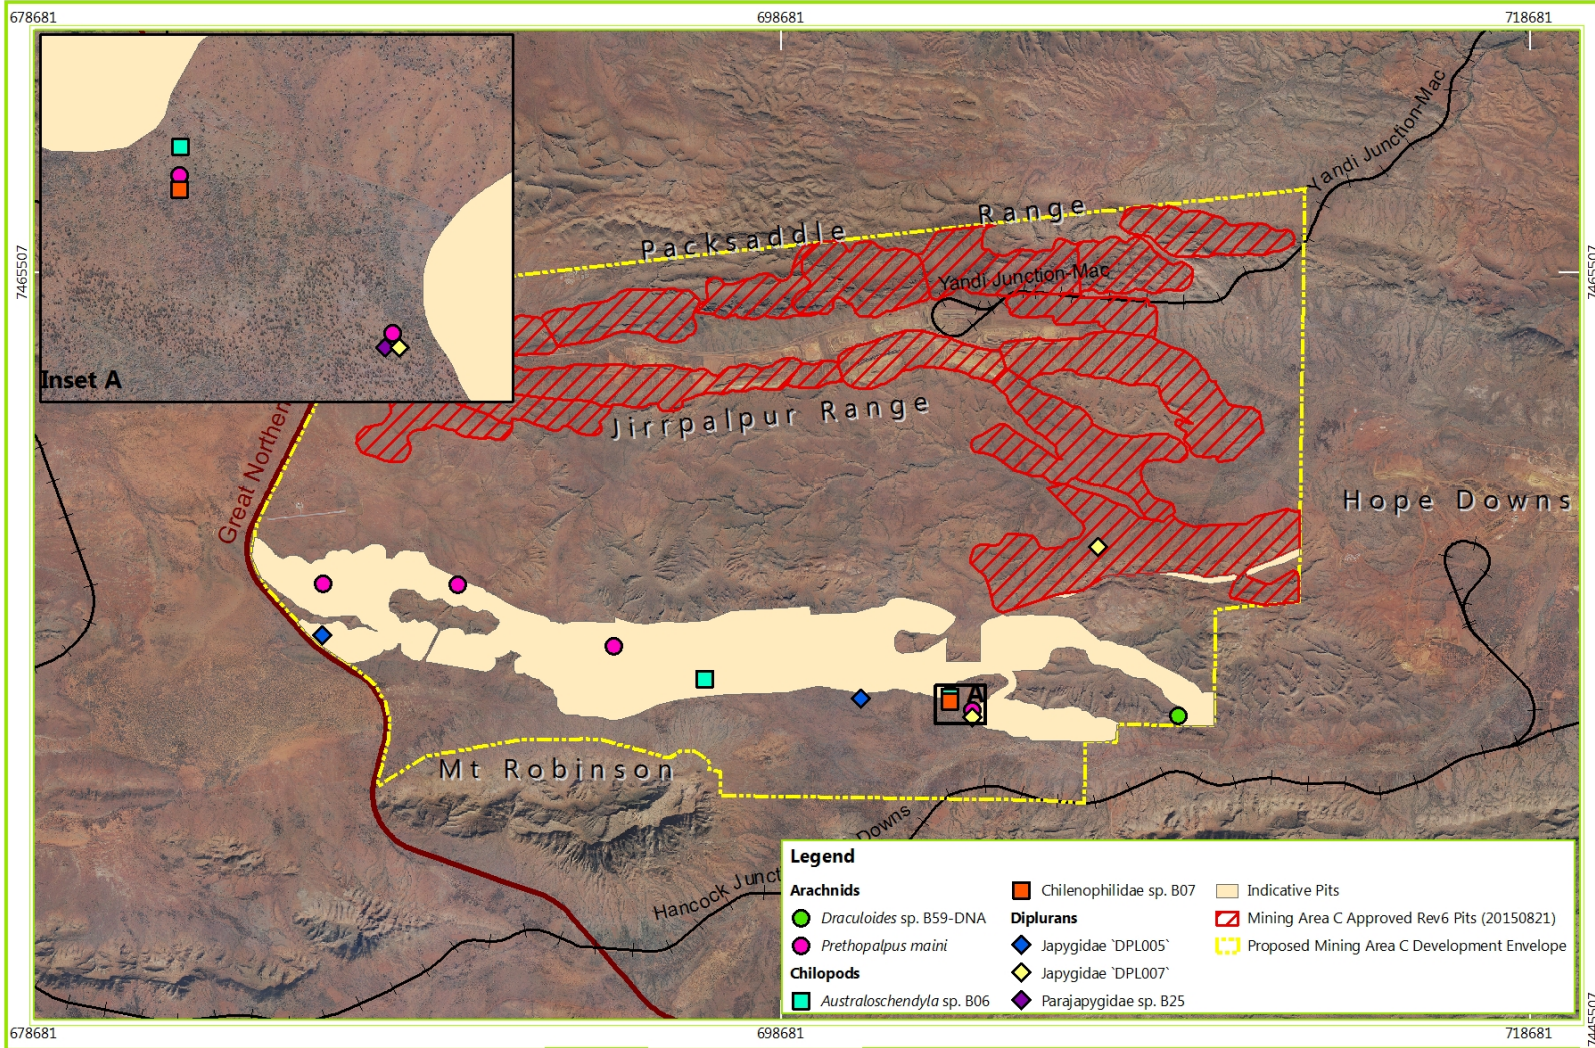 678681 698681 718681
7465507
7465507
Yandi Junction-Mac
Packsaddle Range
Yandi Junction-Mac
Inset A
Great Northern
Jirrpalpur Range
Hope Downs
A
Mt Robinson
Downs
Hancock Junct
Legend
Arachnids
Draculoides sp. B59-DNA
Prethopalpus maini
Chilopods
Australoschendyla sp. B06
Chilenophilidae sp. B07
Diplurans
Japygidae `DPL005`
Japygidae `DPL007`
Parajapygidae sp. B25
Indicative Pits
Mining Area C Approved Rev6 Pits (20150821)
Proposed Mining Area C Development Envelope
7445507
678681 698681 718681